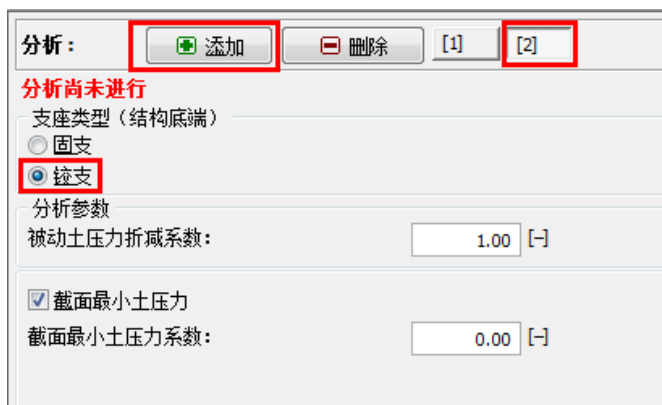 分析： 添加 删除 [1] [2]
分析尚未进行
支座类型（结构底端）
固支
铰支
分析参数
被动土压力折减系数： 1.00 [-]
截面最小土压力
截面最小土压力系数： 0.00 [-]